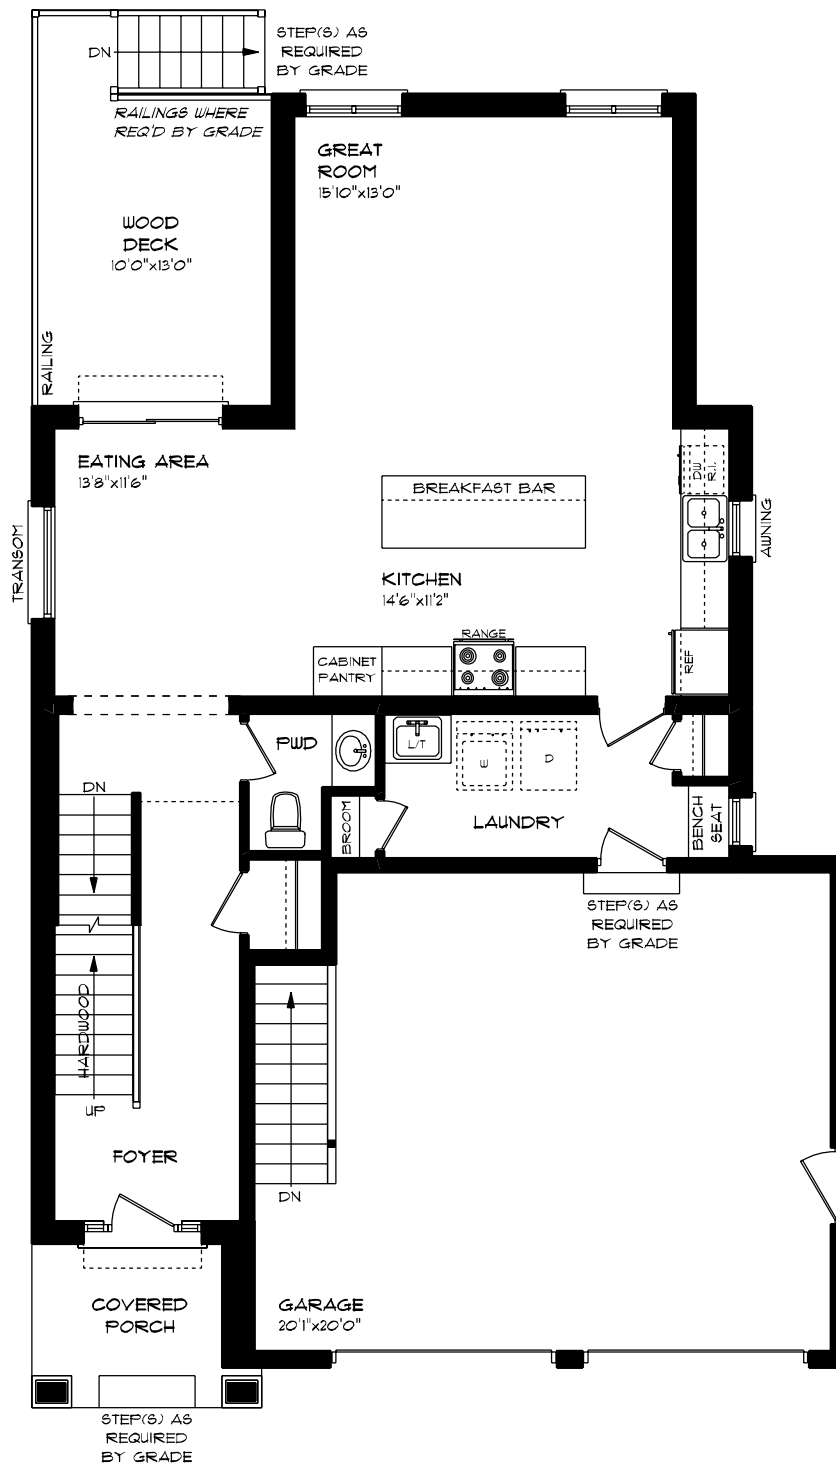 STEP(S) AS
REQUIRED
BY GRADE
DN
RAILINGS WHERE
REQ'D BY GRADE
GREAT
ROOM
15'10"x13'0"
WOOD
DECK
10'0"x13'0"
RAILING
EATING AREA
13'8"x11'6"
BREAKFAST BAR
DW
R.I.
TRANSOM
AWNING
KITCHEN
14'6"x11'2"
RANGE
CABINET
PANTRY
REF
PWD
L/T
W
D
DN
BROOM
LAUNDRY
BENCH
SEAT
STEP(S) AS
REQUIRED
BY GRADE
HARDWOOD
UP
FOYER
DN
COVERED
PORCH
GARAGE
20'1"x20'0"
STEP(S) AS
REQUIRED
BY GRADE